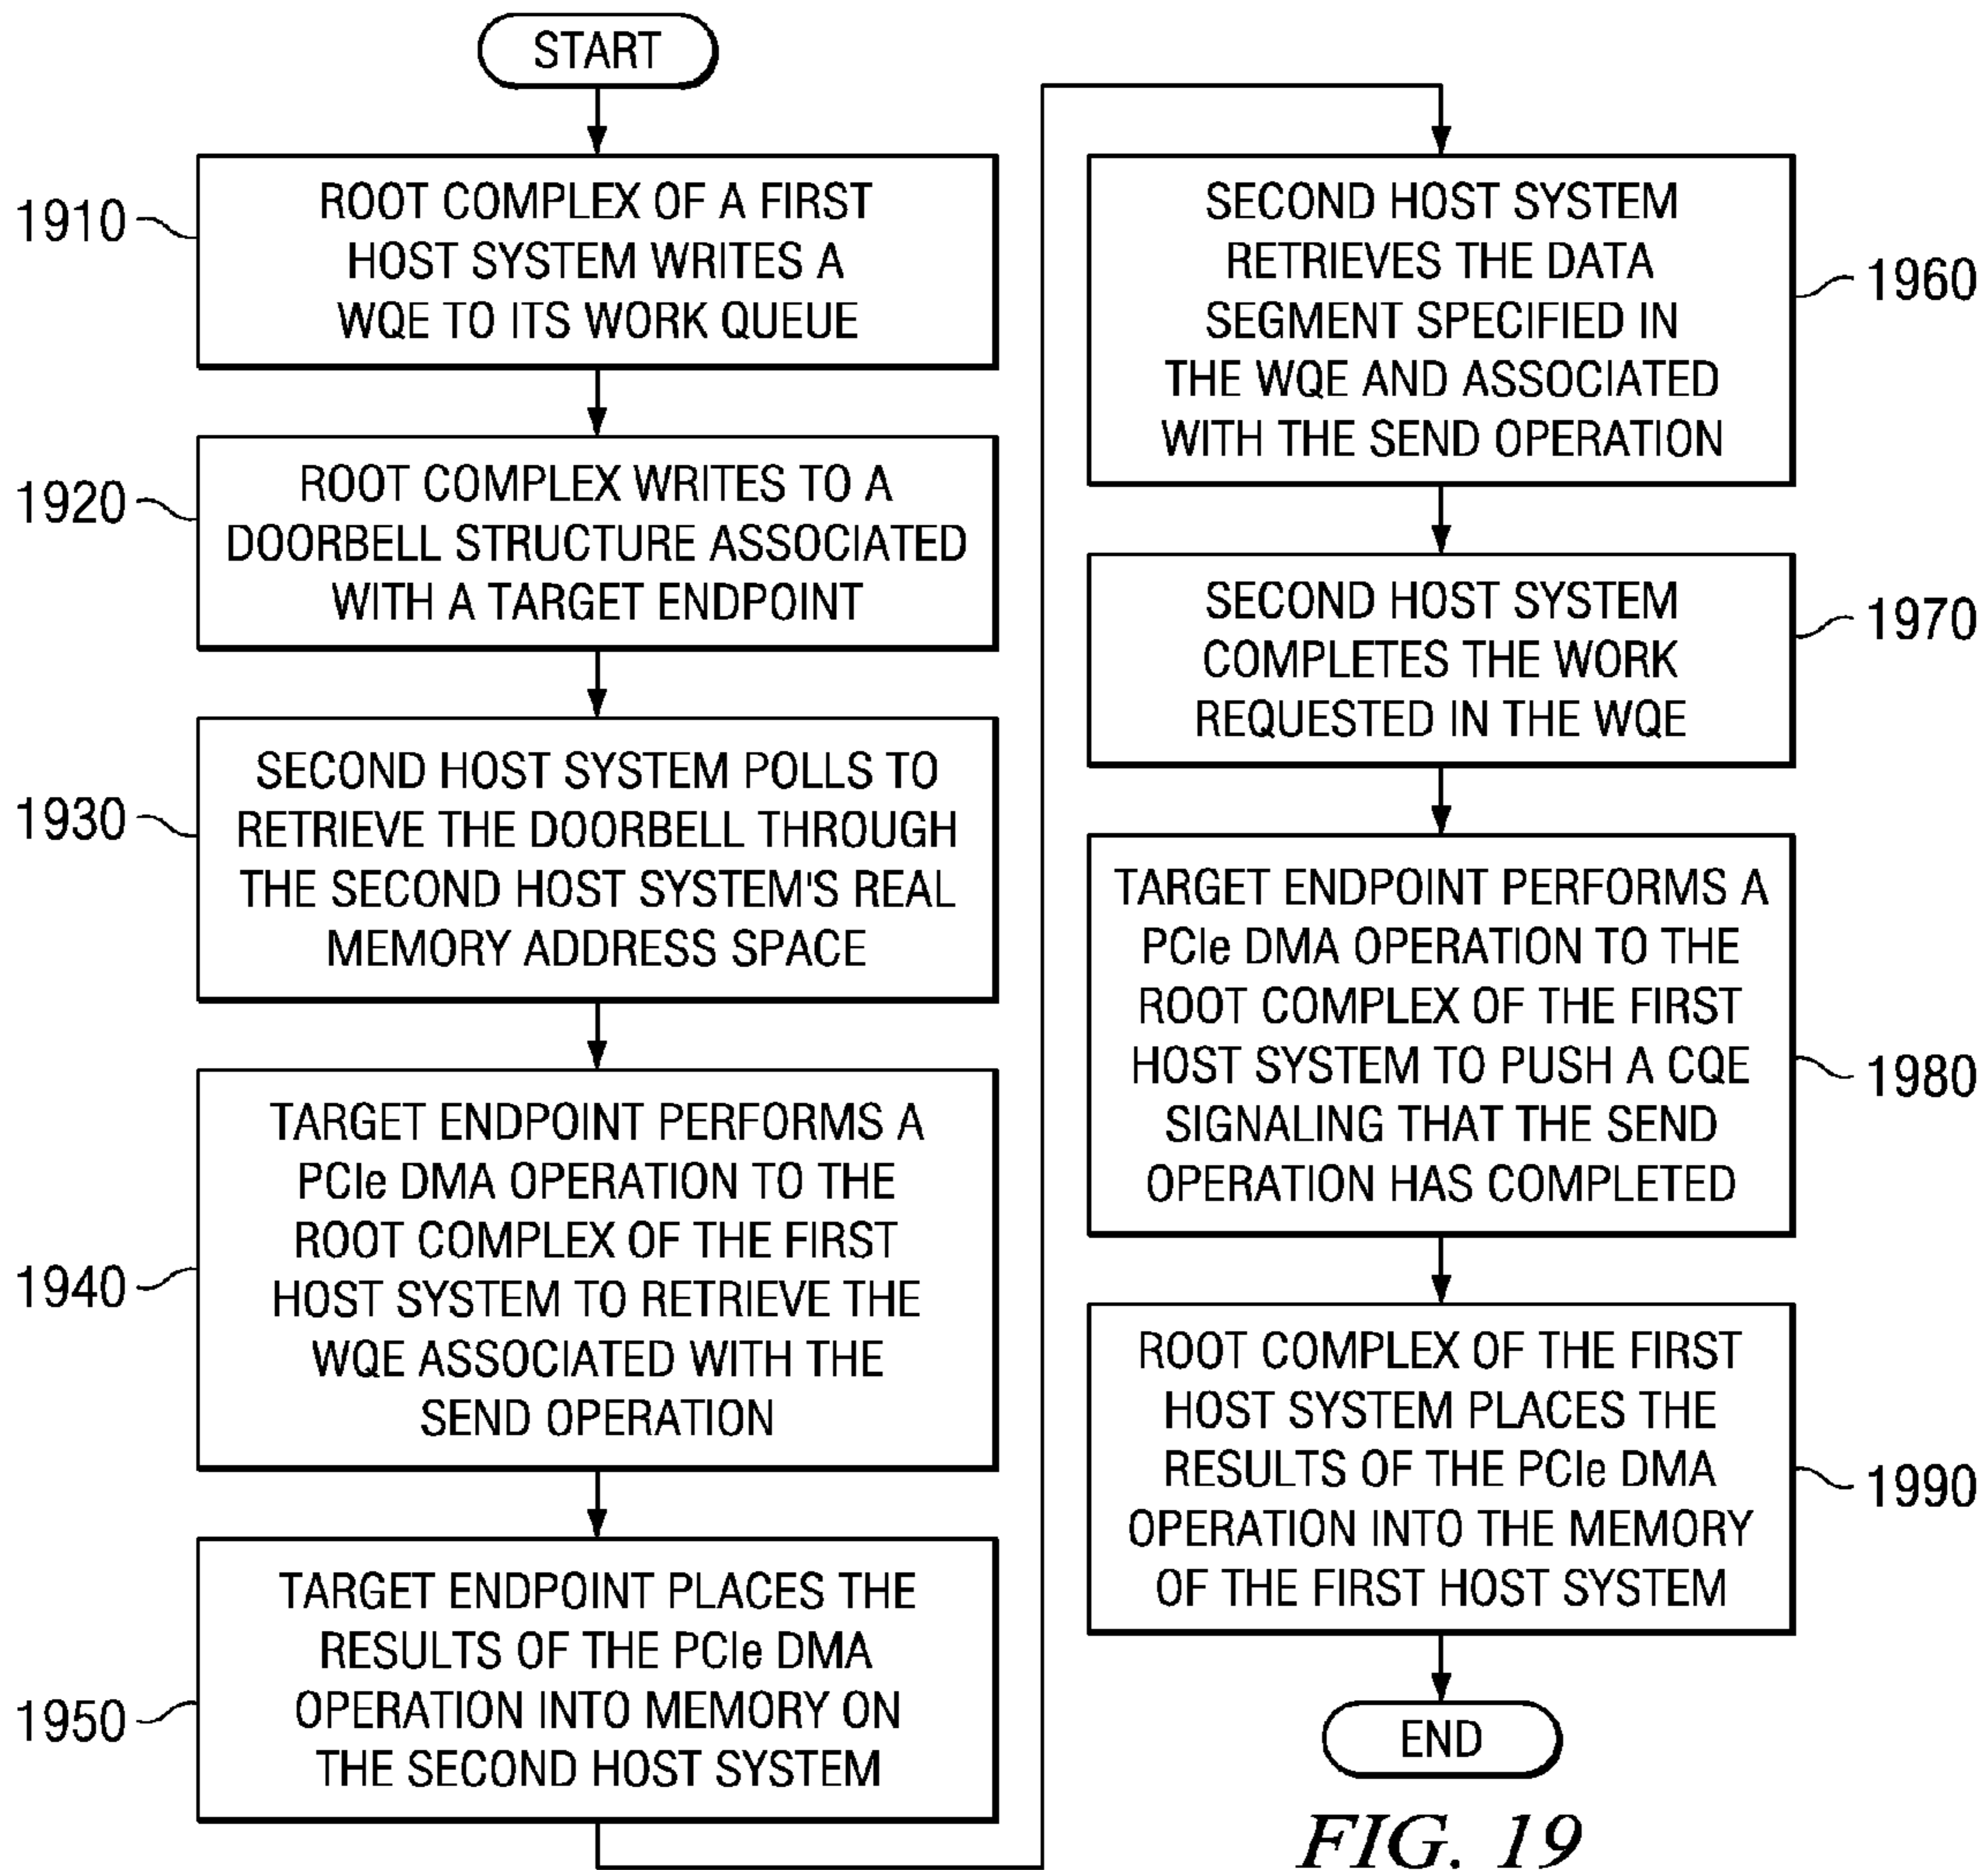 START
1910
ROOT COMPLEX OF A FIRST
HOST SYSTEM WRITES A
WQE TO ITS WORK QUEUE
1920
ROOT COMPLEX WRITES TO A
DOORBELL STRUCTURE ASSOCIATED
WITH A TARGET ENDPOINT
1930
SECOND HOST SYSTEM POLLS TO
RETRIEVE THE DOORBELL THROUGH
THE SECOND HOST SYSTEM'S REAL
MEMORY ADDRESS SPACE
1940
TARGET ENDPOINT PERFORMS A
PCIe DMA OPERATION TO THE
ROOT COMPLEX OF THE FIRST
HOST SYSTEM TO RETRIEVE THE
WQE ASSOCIATED WITH THE
SEND OPERATION
1950
TARGET ENDPOINT PLACES THE
RESULTS OF THE PCIe DMA
OPERATION INTO MEMORY ON
THE SECOND HOST SYSTEM
SECOND HOST SYSTEM
RETRIEVES THE DATA
SEGMENT SPECIFIED IN
THE WQE AND ASSOCIATED
WITH THE SEND OPERATION
1960
SECOND HOST SYSTEM
COMPLETES THE WORK
REQUESTED IN THE WQE
1970
TARGET ENDPOINT PERFORMS A
PCIe DMA OPERATION TO THE
ROOT COMPLEX OF THE FIRST
HOST SYSTEM TO PUSH A CQE
SIGNALING THAT THE SEND
OPERATION HAS COMPLETED
1980
ROOT COMPLEX OF THE FIRST
HOST SYSTEM PLACES THE
RESULTS OF THE PCIe DMA
OPERATION INTO THE MEMORY
OF THE FIRST HOST SYSTEM
1990
END
FIG. 19